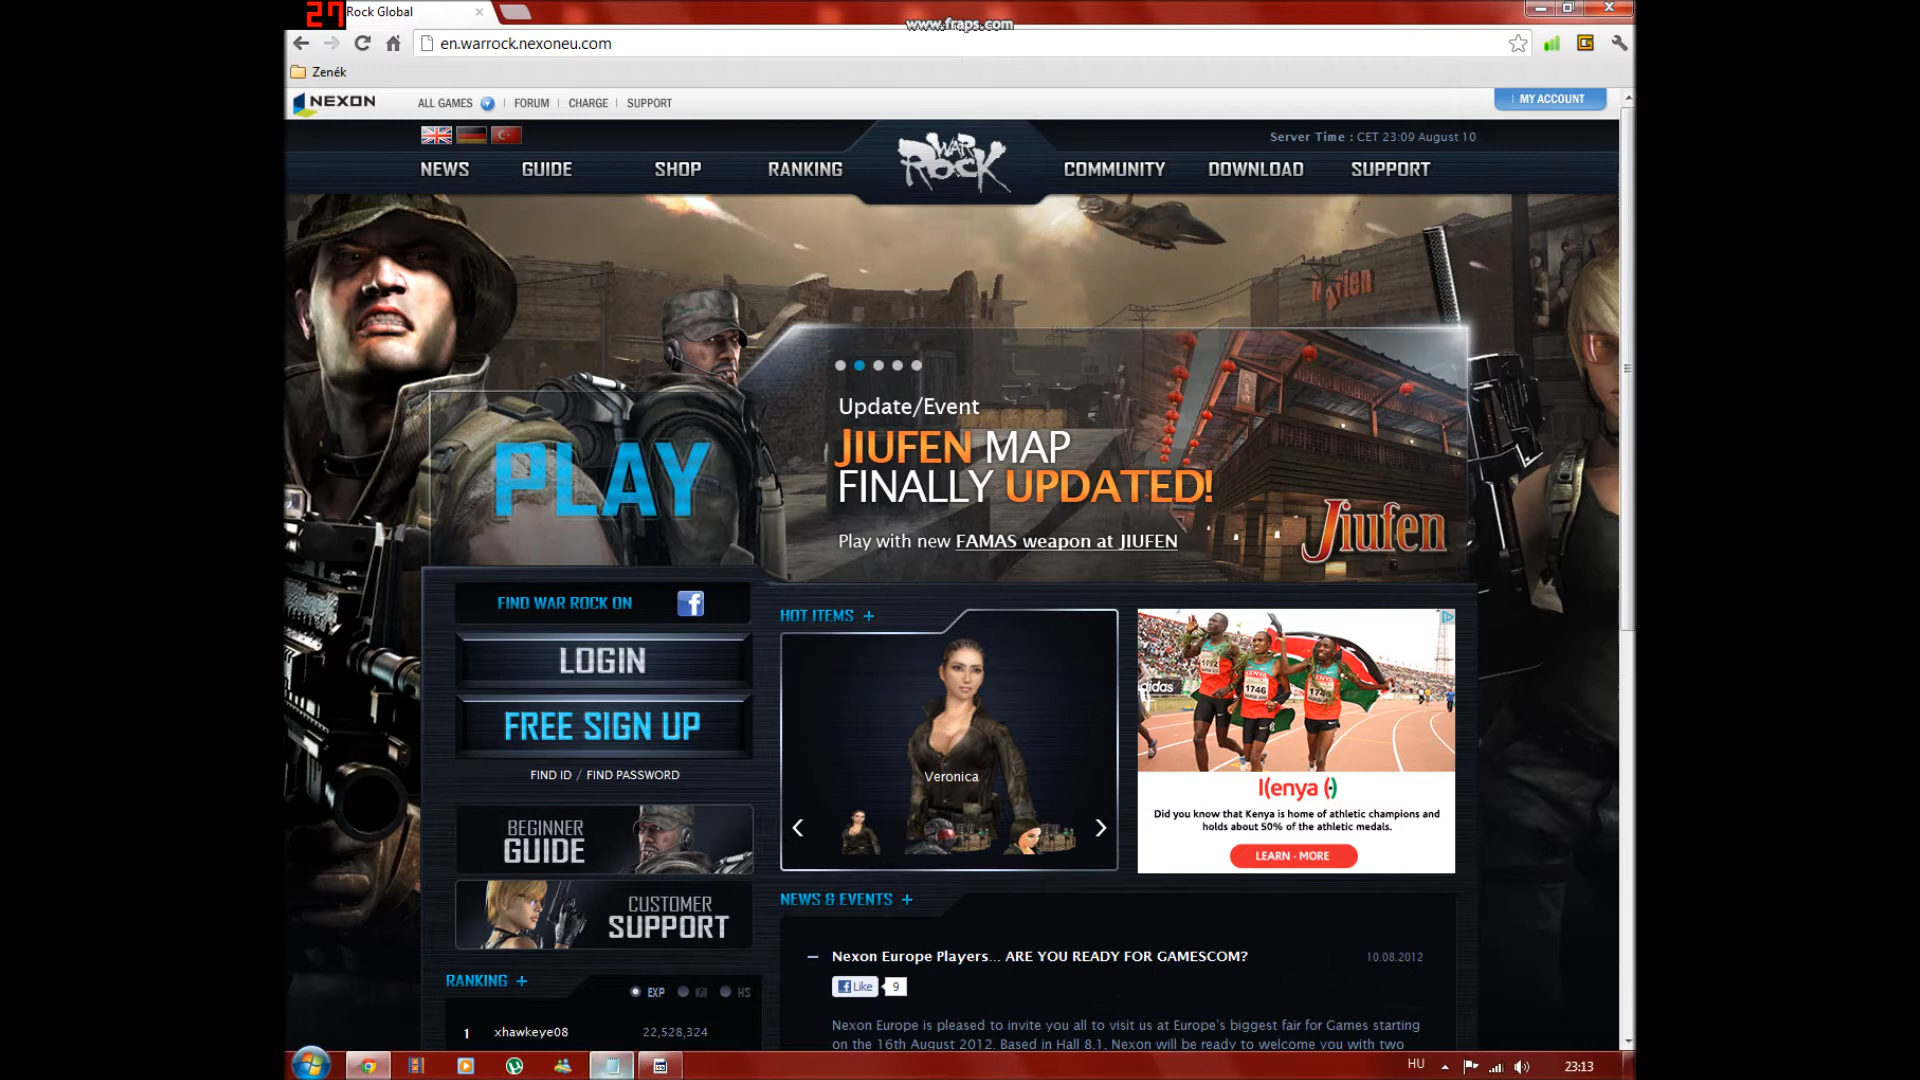 27
Rock Global
www.fraps.com
en.warrock.nexoneu.com
Zenék
NEXON
ALL GAMES
FORUM
CHARGE
SUPPORT
MY ACCOUNT
Server Time : CET 23:09 August 10
NEWS
GUIDE
SHOP
RANKING
WAR ROCK
COMMUNITY
DOWNLOAD
SUPPORT
Marien
Update/Event
JIUFEN MAP
FINALLY UPDATED!
Play with new FAMAS weapon at JIUFEN
Jiufen
PLAY
FIND WAR ROCK ON
LOGIN
FREE SIGN UP
FIND ID / FIND PASSWORD
BEGINNER
GUIDE
CUSTOMER
SUPPORT
RANKING +
EXP
HS
1 xhawkeye08 22,528,324
HOT ITEMS +
Veronica
adidas
1746
Kenya
Did you know that Kenya is home of athletic champions and
holds about 50% of the athletic medals.
LEARN - MORE
NEWS & EVENTS +
Nexon Europe Players... ARE YOU READY FOR GAMESCOM?
10.08.2012
Like 9
Nexon Europe is pleased to invite you all to visit us at Europe's biggest fair for Games starting
on the 16th August 2012. Based in Hall 8.1, Nexon will be ready to welcome you with two
HU
23:13